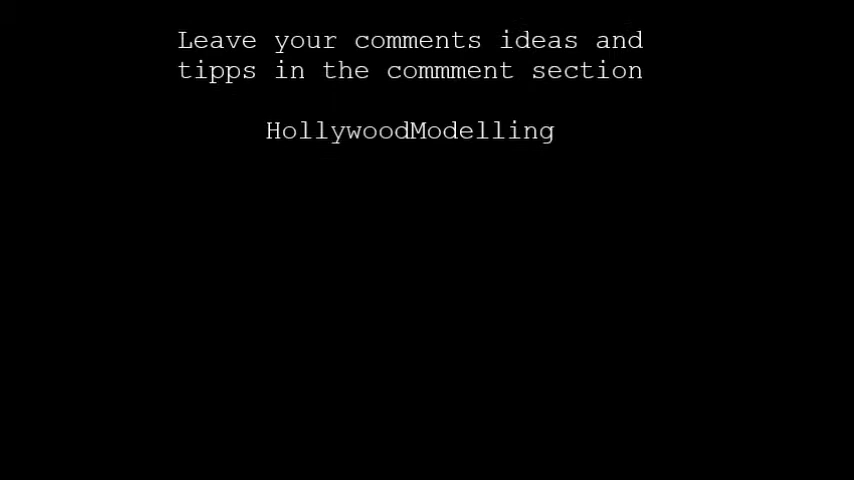 Leave your comments ideas and
tipps in the commment section
HollywoodModelling